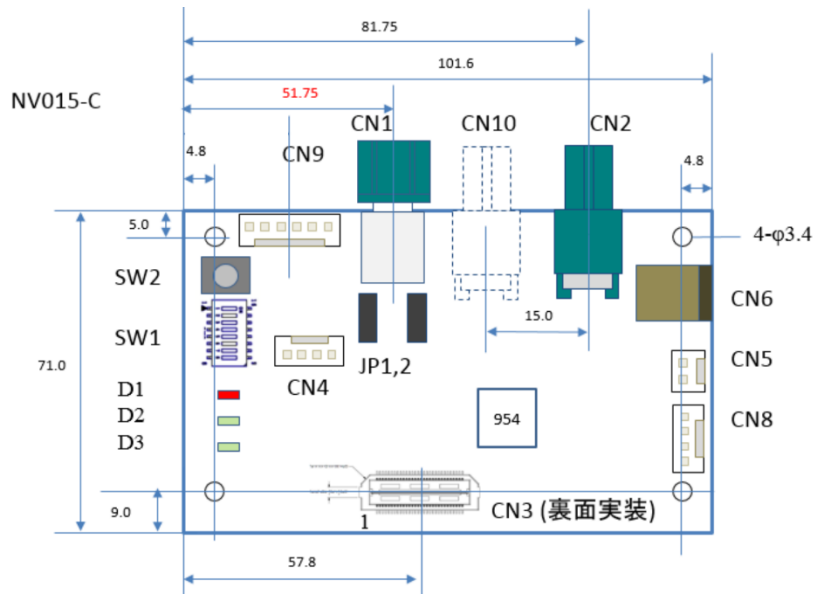 81.75
101.6
NV015-C
51.75
CN1
CN10
CN2
4.8
CN9
4.8
5.0
4-φ3.4
SW2
CN6
SW1
15.0
71.0
JP1,2
CN5
D1
CN4
D2
954
CN8
D3
9.0
1
CN3 (裏面実装)
57.8